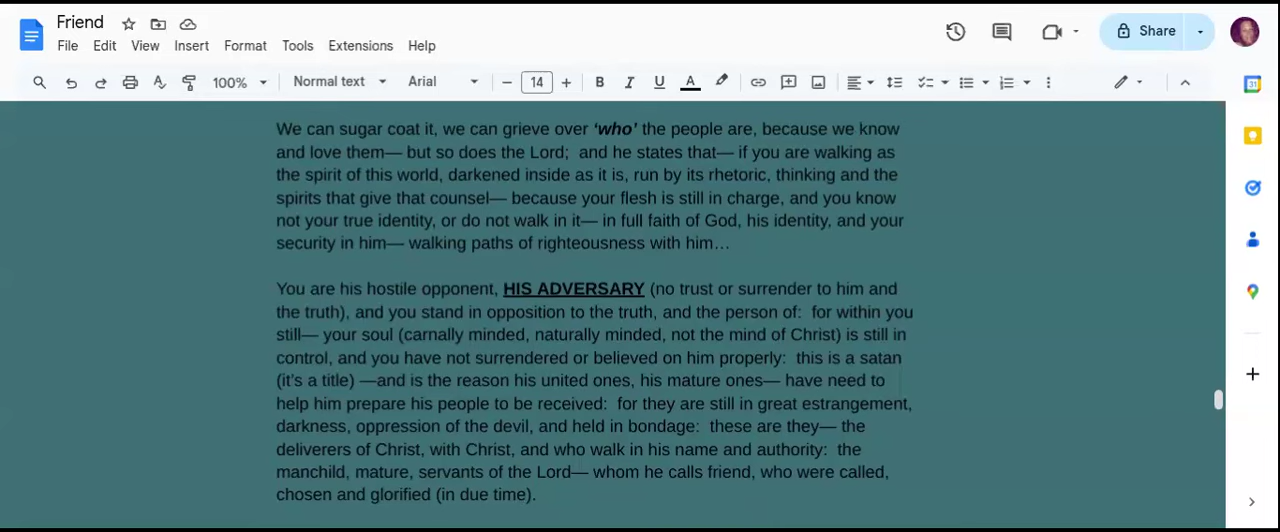 Friend
File Edit View Insert Format Tools Extensions Help
Share
100% Normal text Arial 14 B I U A
31
We can sugar coat it, we can grieve over ‘who’ the people are, because we know
and love them— but so does the Lord;  and he states that— if you are walking as
the spirit of this world, darkened inside as it is, run by its rhetoric, thinking and the
spirits that give that counsel— because your flesh is still in charge, and you know
not your true identity, or do not walk in it— in full faith of God, his identity, and your
security in him— walking paths of righteousness with him…
You are his hostile opponent, HIS ADVERSARY (no trust or surrender to him and
the truth), and you stand in opposition to the truth, and the person of:  for within you
still— your soul (carnally minded, naturally minded, not the mind of Christ) is still in
control, and you have not surrendered or believed on him properly:  this is a satan
(it’s a title) —and is the reason his united ones, his mature ones— have need to
help him prepare his people to be received:  for they are still in great estrangement,
darkness, oppression of the devil, and held in bondage:  these are they— the
deliverers of Christ, with Christ, and who walk in his name and authority:  the
manchild, mature, servants of the Lord— whom he calls friend, who were called,
chosen and glorified (in due time).